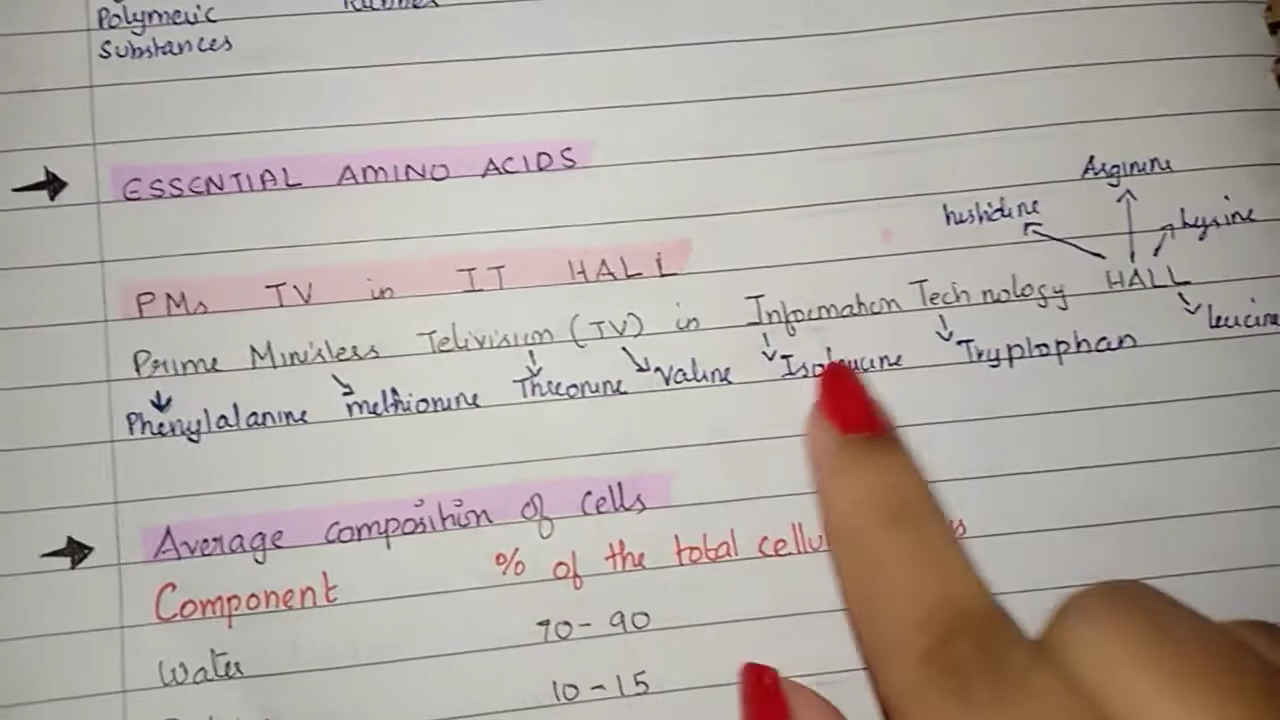 Polymeric
Substances
ESSENTIAL AMINO ACIDS
Arginine
histidine
Lysine
PMs TV in IT HALL
HALL
Prime Ministers Television (TV) in Information Technology
leucine
Phenylalanine methionine Threonine Valine Tryptophan
Average composition of cells
Component % of the total
Water 70-90
10-15